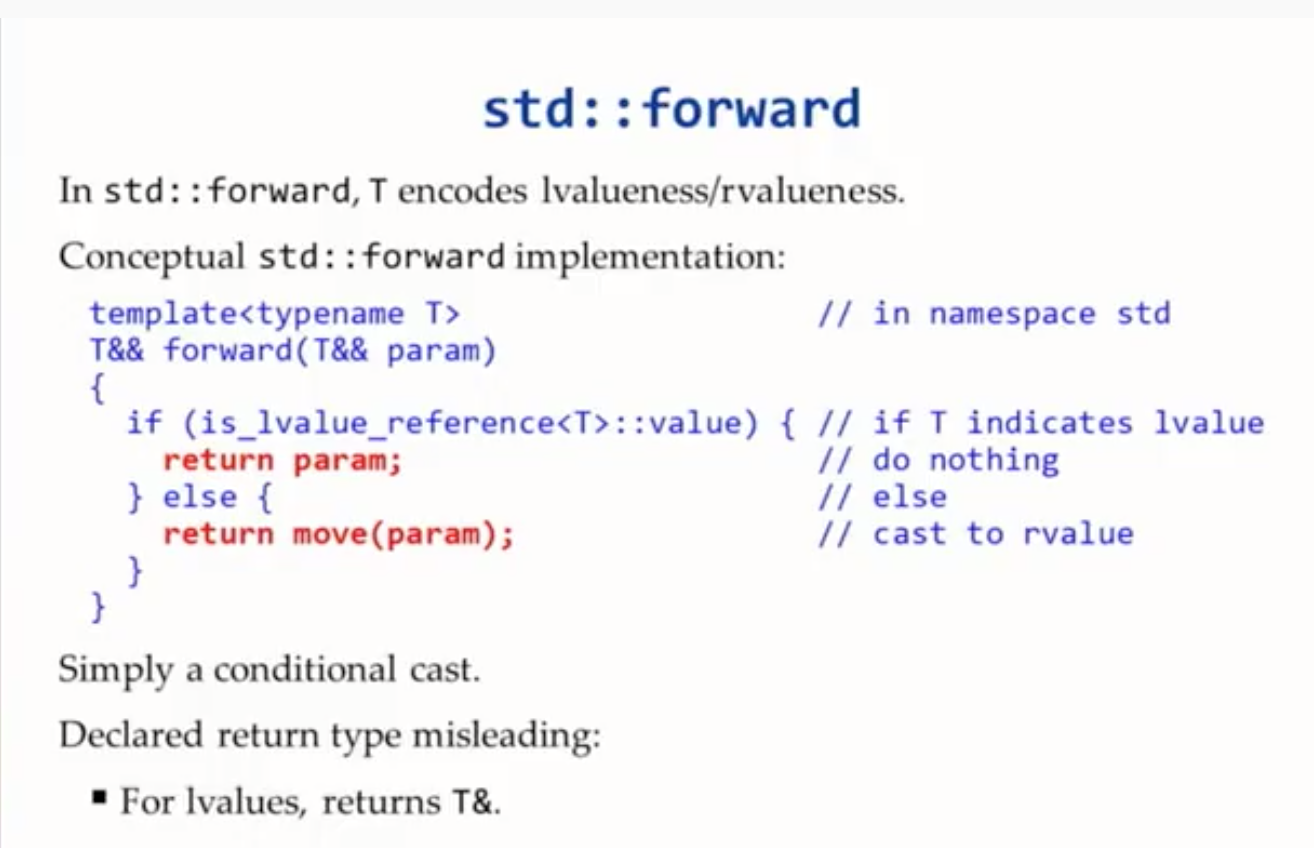 std::forward
In std::forward, T encodes lvalueness/rvalueness.
Conceptual std::forward implementation:
template<typename T> // in namespace std
T&& forward(T&& param)
{
if (is_lvalue_reference<T>::value) { // if T indicates lvalue
return param; // do nothing
} else { // else
return move(param); // cast to rvalue
}
}
Simply a conditional cast.
Declared return type misleading:
▪ For lvalues, returns T&.